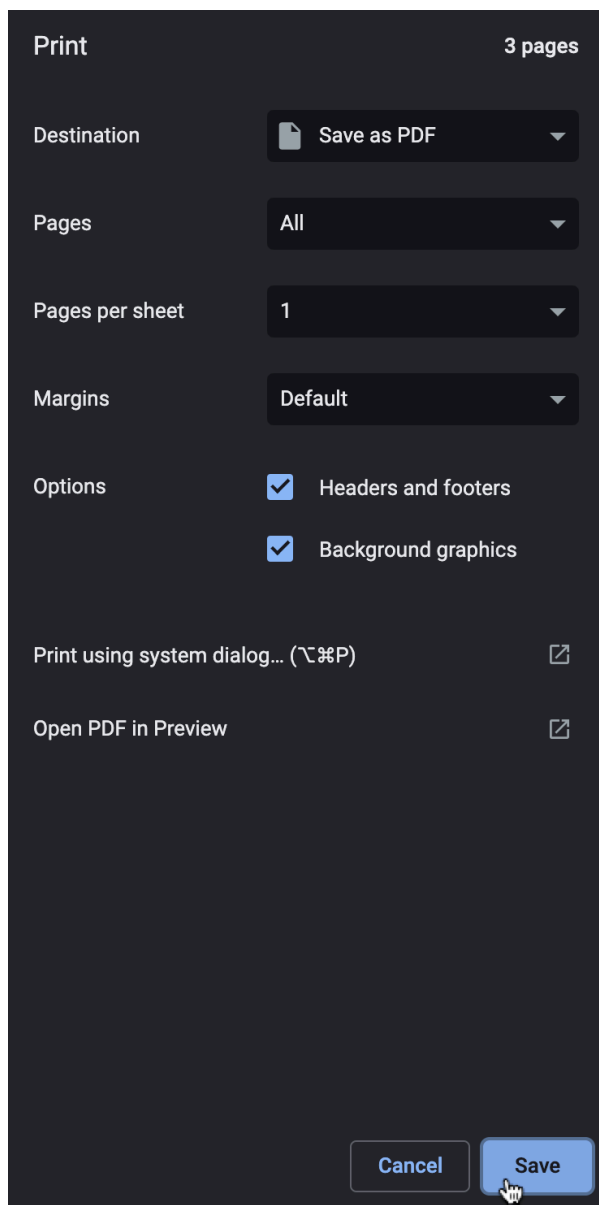 Print 3 pages
Destination Save as PDF
Pages All
Pages per sheet 1
Margins Default
Options Headers and footers
Background graphics
Print using system dialog... (⌥⌘P)
Open PDF in Preview
Cancel Save